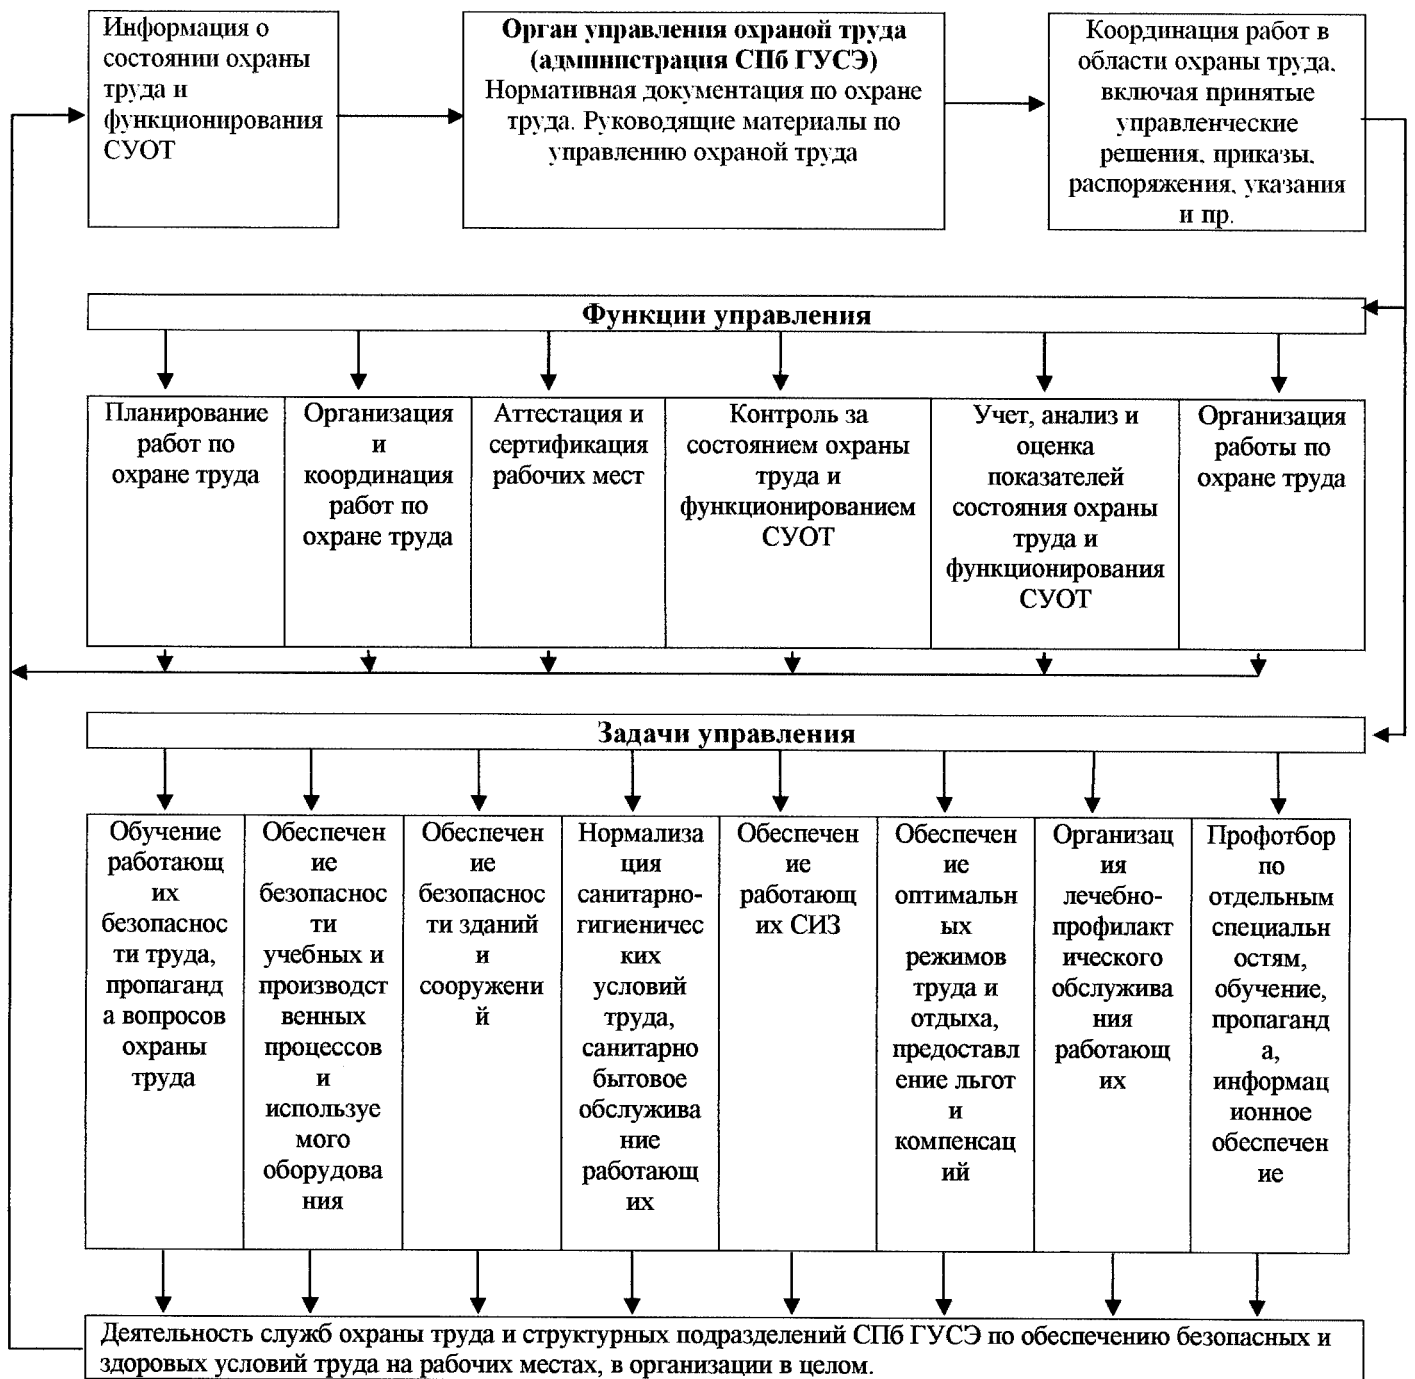 Информация о
состоянии охраны
труда и
функционирования
СУОТ
Орган управления охраной труда
(администрация СПб ГУСЭ)
Нормативная документация по охране
труда. Руководящие материалы по
управлению охраной труда
Координация работ в
области охраны труда,
включая принятые
управленческие
решения, приказы,
распоряжения, указания
и пр.
Функции управления
Планирование
работ по
охране труда
Организация
и
координация
работ по
охране труда
Аттестация и
сертификация
рабочих мест
Контроль за
состоянием охраны
труда и
функционированием
СУОТ
Учет, анализ и
оценка
показателей
состояния охраны
труда и
функционирования
СУОТ
Организация
работы по
охране труда
Задачи управления
Обучение
работающ
их
безопаснос
ти труда,
пропаганд
а вопросов
охраны
труда
Обеспечен
ие
безопаснос
ти
учебных и
производст
венных
процессов
и
используе
мого
оборудова
ния
Обеспечен
ие
безопаснос
ти зданий
и
сооружени
й
Нормализа
ция
санитарно-
гигиеничес
ких
условий
труда,
санитарно
бытовое
обслужива
ние
работающ
их
Обеспечен
ие
работающ
их СИЗ
Обеспечен
ие
оптимальн
ых
режимов
труда и
отдыха,
предоставл
ение льгот
и
компенсац
ий
Организац
ия
лечебно-
профилакт
ического
обслужива
ния
работающ
их
Профотбор
по
отдельным
специальн
остям,
обучение,
пропаганд
а,
информац
ионное
обеспечен
ие
Деятельность служб охраны труда и структурных подразделений СПб ГУСЭ по обеспечению безопасных и
здоровых условий труда на рабочих местах, в организации в целом.